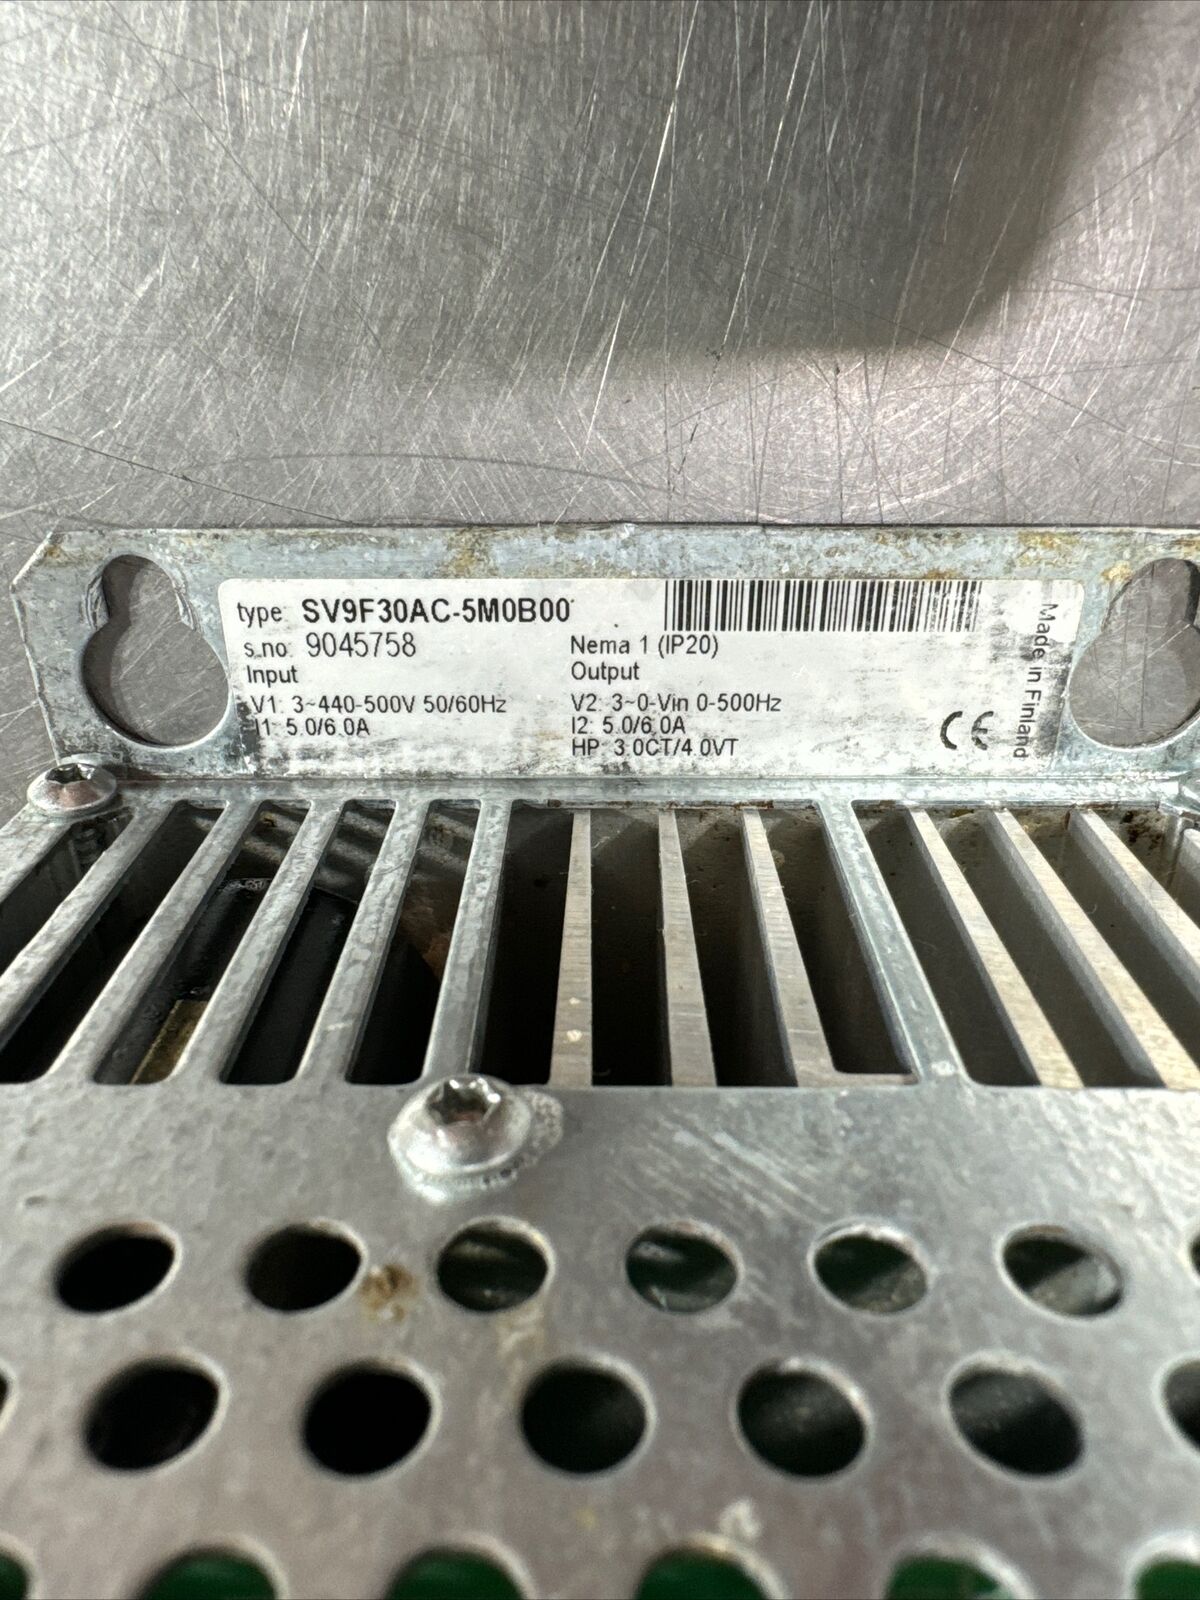 type: SV9F30AC-5M0B00
s.no: 9045758
Nema 1 (IP20)
Input
Output
V1: 3~440-500V 50/60Hz
V2: 3~0-Vin 0-500Hz
I1: 5.0/6.0A
I2: 5.0/6.0A
HP: 3.0CT/4.0VT
CE
Made in Finland